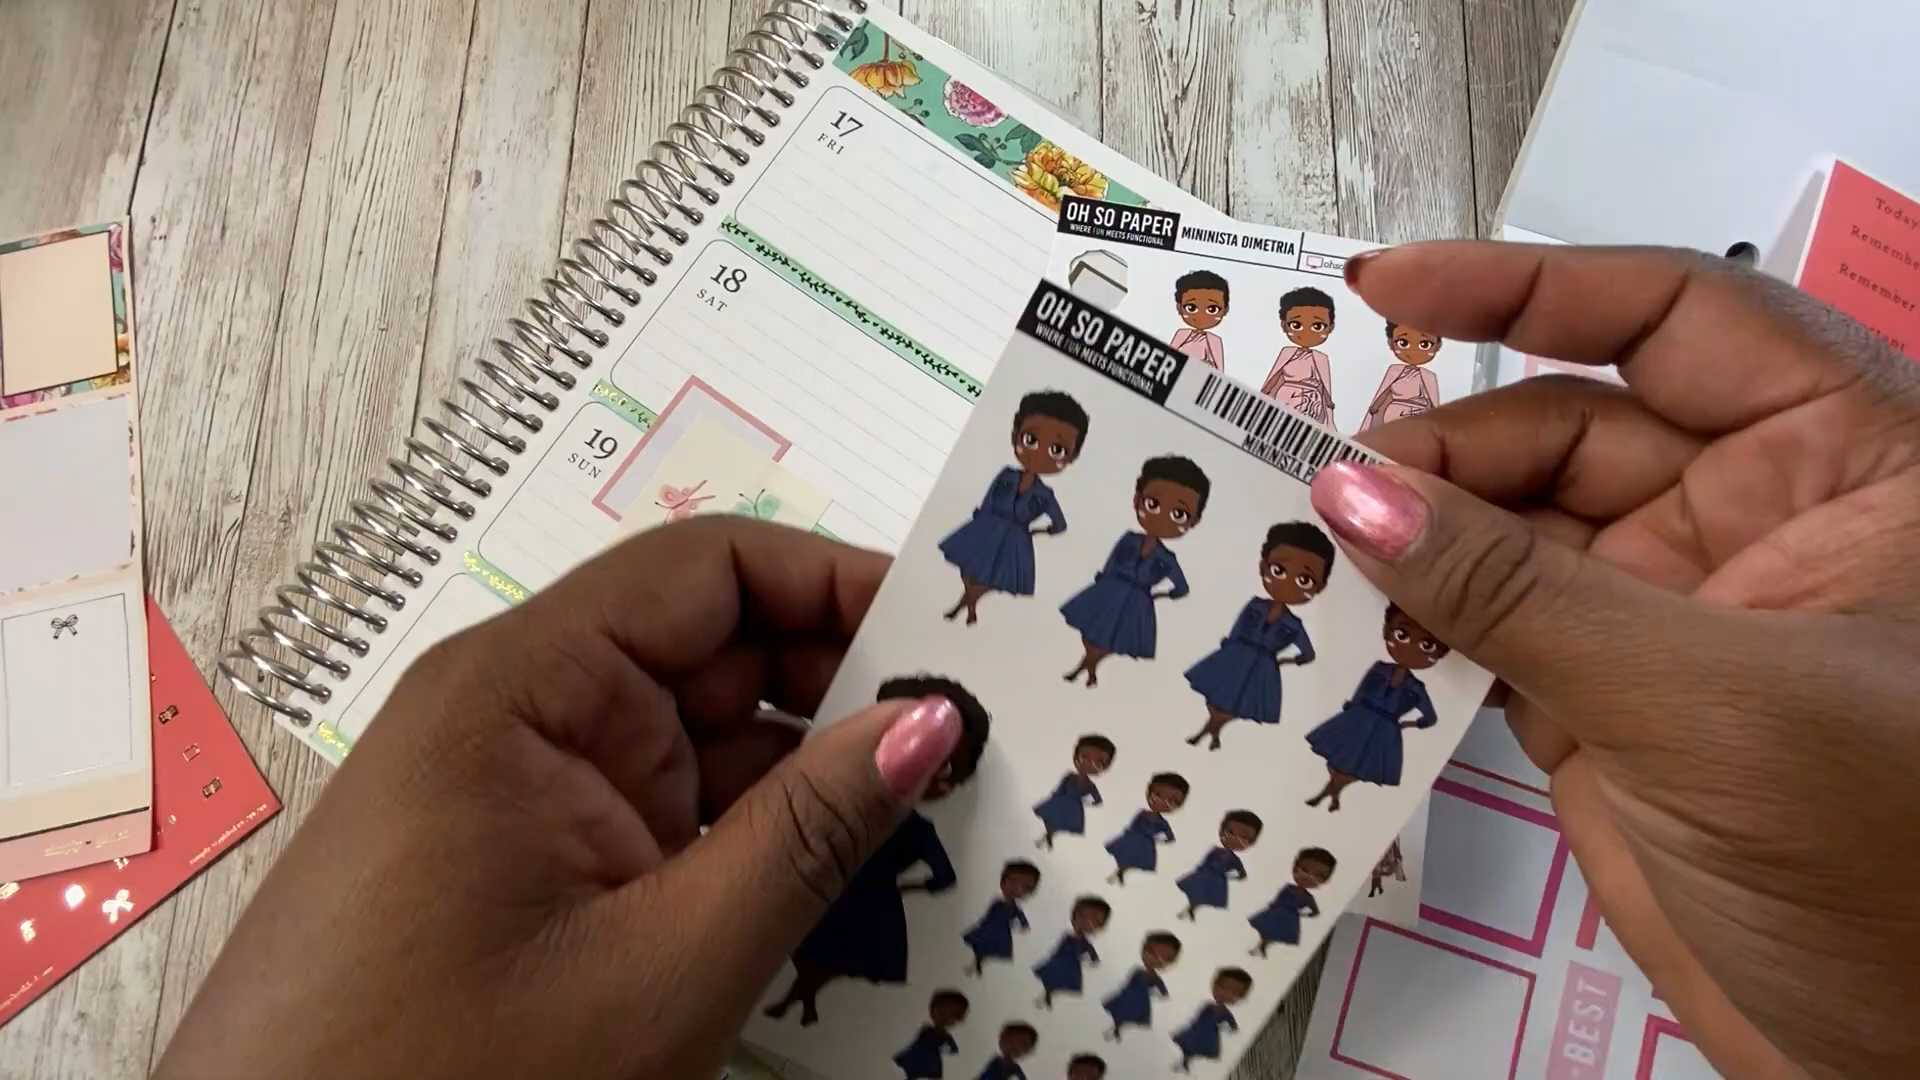 17
FRI
18
SAT
19
SUN
OH SO PAPER
WHERE FUN MEETS FUNCTIONAL
MININISTA DIMETRIA
OH SO PAPER
WHERE FUN MEETS FUNCTIONAL
MININISTA
Today
Remember
BEST